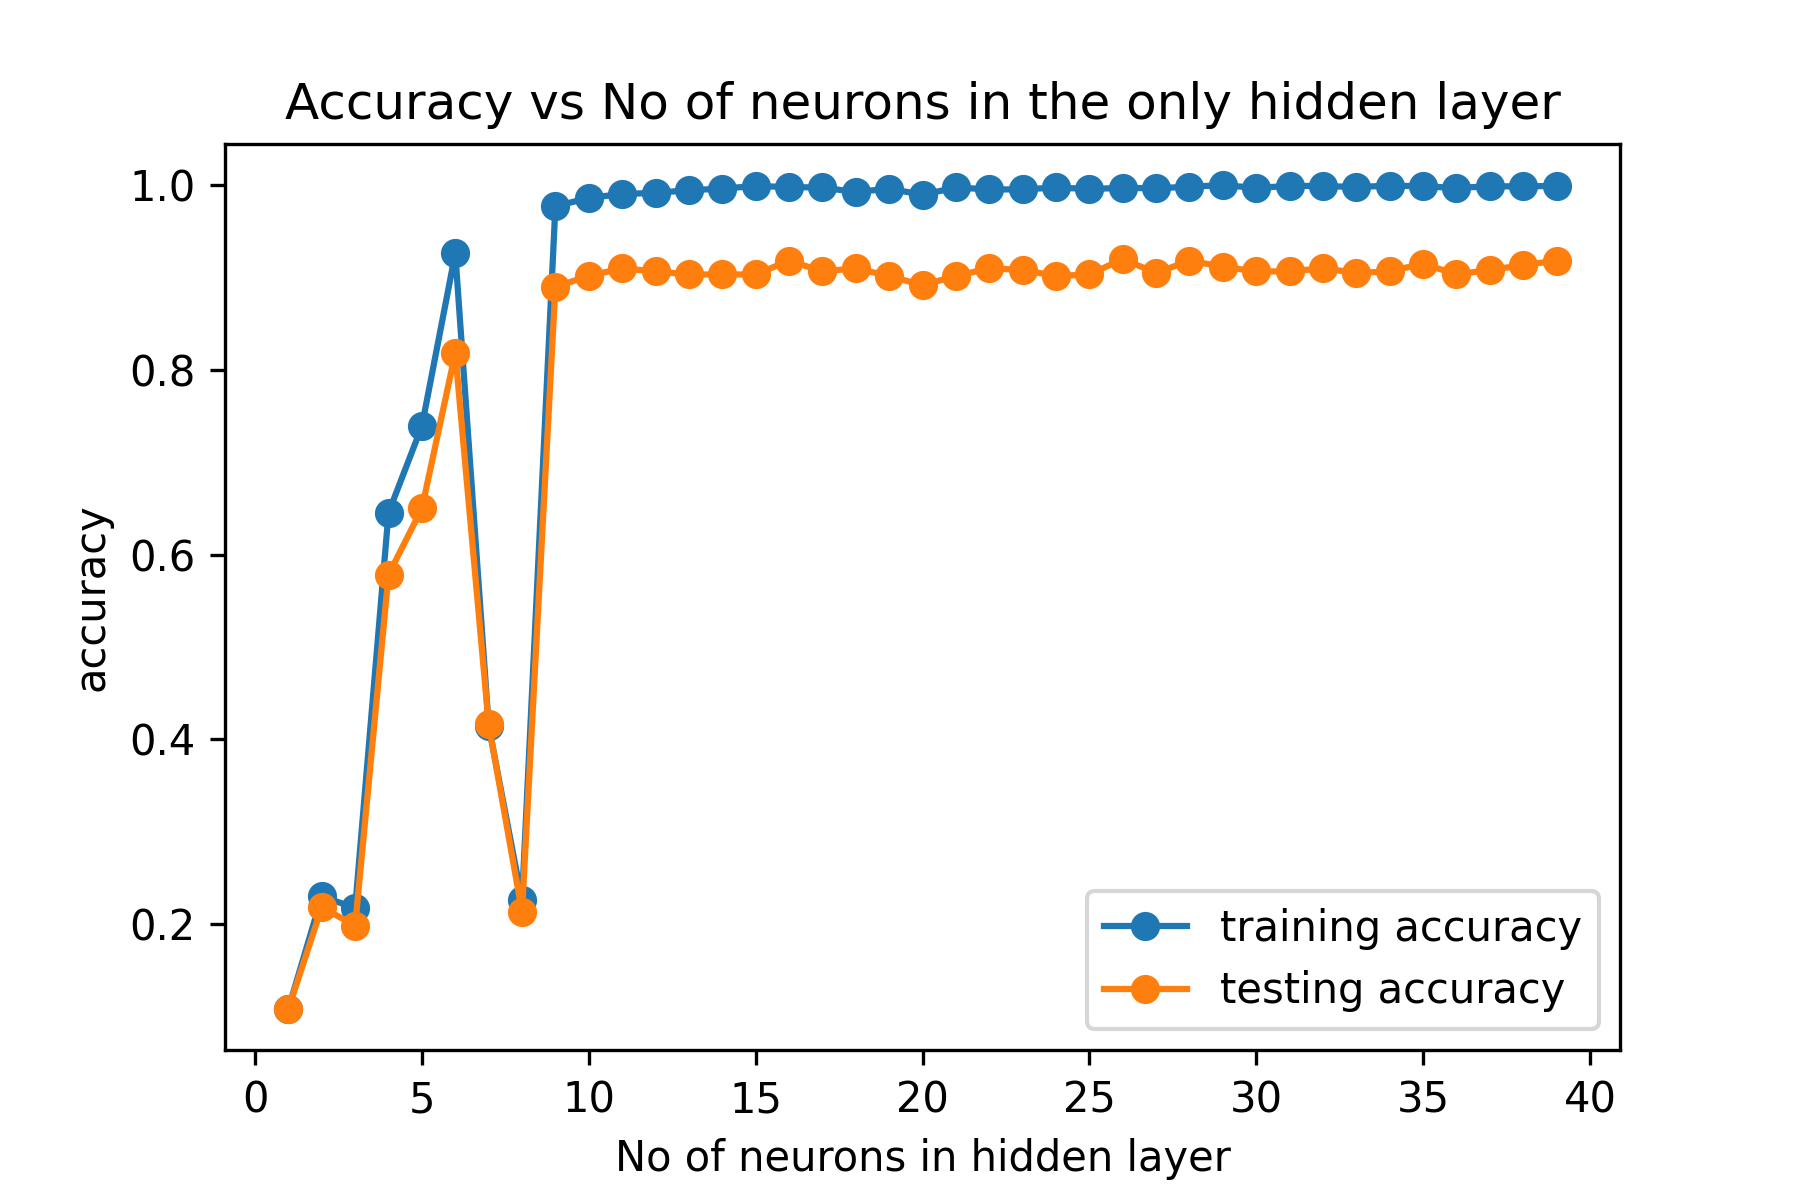 Accuracy vs No of neurons in the only hidden layer
1.0
0.8
0.6
0.4
0.2
accuracy
training accuracy
testing accuracy
0 5 10 15 20 25 30 35 40
No of neurons in hidden layer